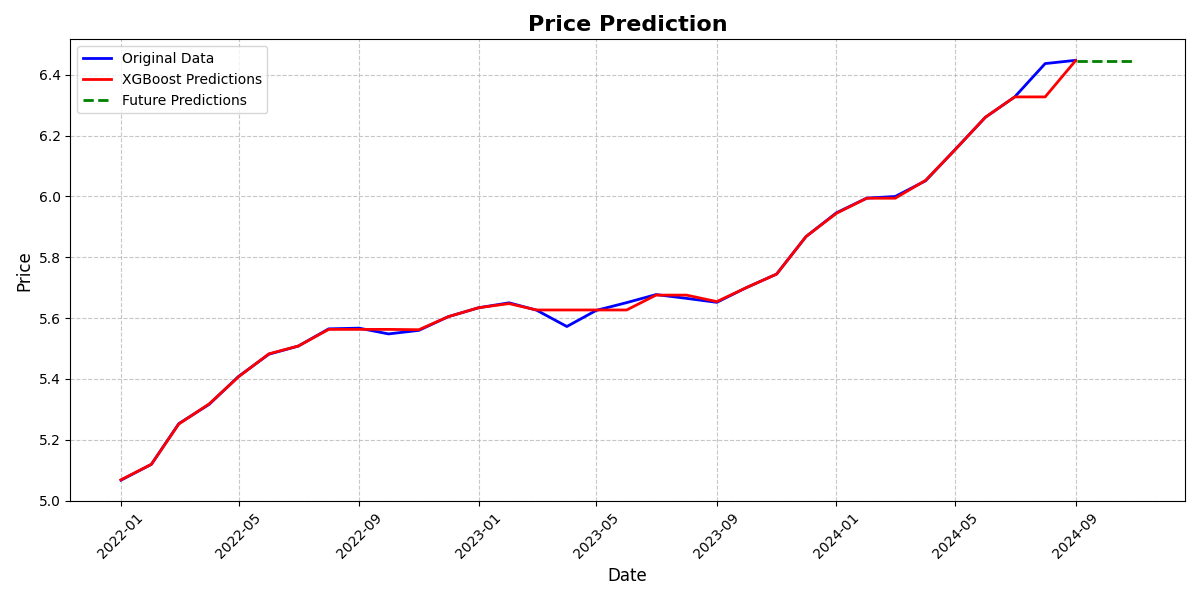 Price Prediction
Original Data
XGBoost Predictions
Future Predictions
Price
6.4
6.2
6.0
5.8
5.6
5.4
5.2
5.0
2022-01
2022-05
2022-09
2023-01
2023-05
2023-09
2024-01
2024-05
2024-09
Date